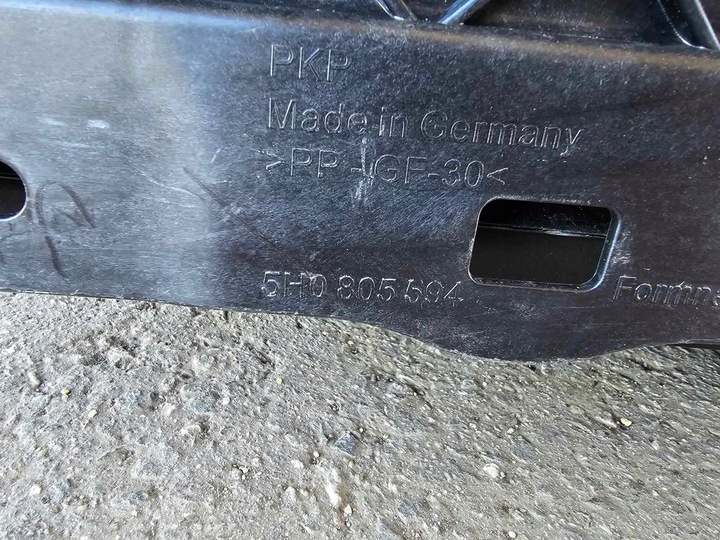 PKP
Made in Germany
>PP-GF-30<
5H0 805 594